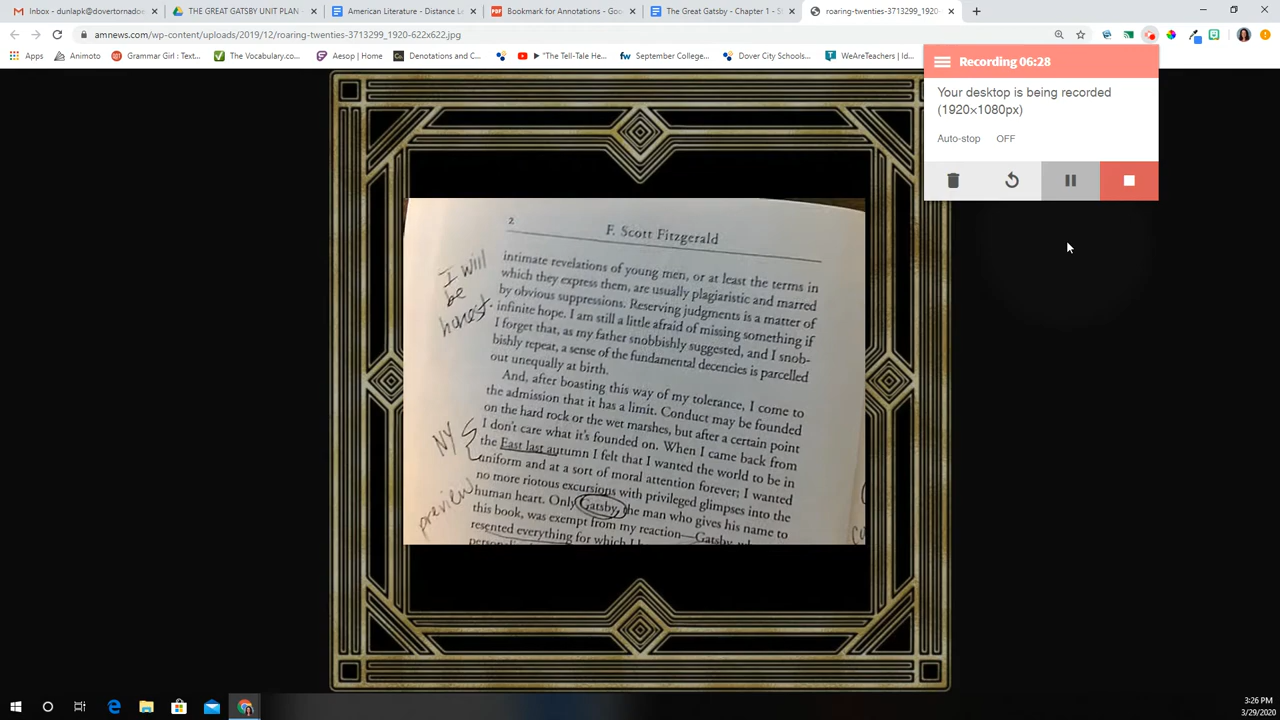 Inbox - dunlapk@dovertornado
THE GREAT GATSBY UNIT PLAN -
American Literature - Distance L
Bookmark for Annotations - Goo
The Great Gatsby - Chapter 1 - S
roaring-twenties-3713299_1920
amnews.com/wp-content/uploads/2019/12/roaring-twenties-3713299_1920-622x622.jpg
Apps
Animoto
Grammar Girl : Text...
The Vocabulary.co...
Aesop | Home
Denotations and C...
"The Tell-Tale He...
fw September College...
Dover City Schools...
WeAreTeachers | Id...
Recording 06:28
Your desktop is being recorded
(1920×1080px)
Auto-stop OFF
2
F. Scott Fitzgerald
intimate revelations of young men, or at least the terms in
which they express them, are usually plagiaristic and marred
by obvious suppressions. Reserving judgments is a matter of
infinite hope. I am still a little afraid of missing something if
I forget that, as my father snobbishly suggested, and I snob-
bishly repeat, a sense of the fundamental decencies is parcelled
out unequally at birth.
And, after boasting this way of my tolerance, I come to
the admission that it has a limit. Conduct may be founded
on the hard rock or the wet marshes, but after a certain point
I don't care what it's founded on. When I came back from
the East last autumn I felt that I wanted the world to be in
uniform and at a sort of moral attention forever; I wanted
no more riotous excursions with privileged glimpses into the
human heart. Only Gatsby, the man who gives his name to
this book, was exempt from my reaction—Gatsby
resented everything for which I
I will
be
honest.
NY
preview
3:26 PM
3/29/2020